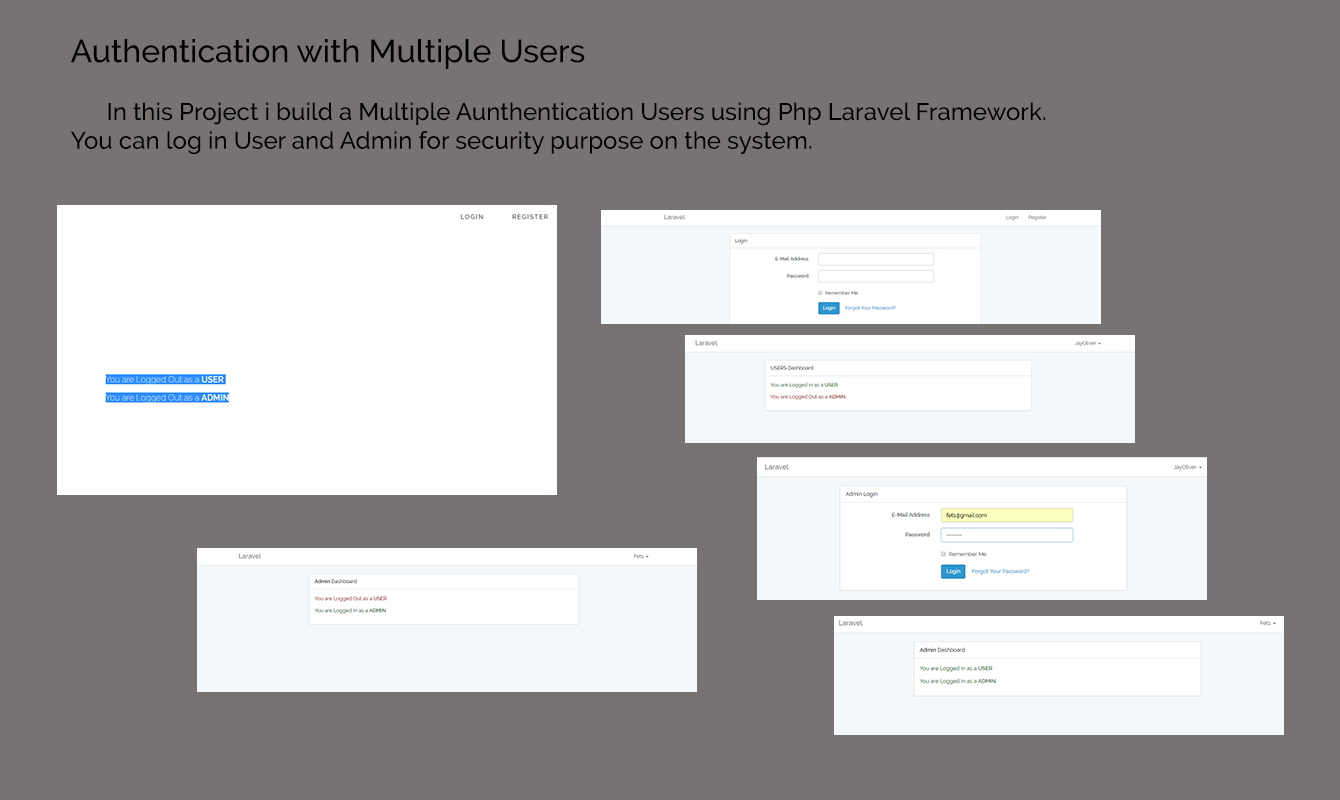 Authentication with Multiple Users
In this Project i build a Multiple Aunthentication Users using Php Laravel Framework.
You can log in User and Admin for security purpose on the system.
LOGIN REGISTER
You are Logged Out as a USER
You are Logged Out as a ADMIN
Laravel Login Register
Login
E-Mail Address
Password
Remember Me
Login Forgot Your Password?
Laravel JayOliver
USERS Dashboard
You are Logged In as a USER
You are Logged Out as a ADMIN
Laravel JayOliver
Admin Login
E-Mail Address fets@gmail.com
Password
Remember Me
Login Forgot Your Password?
Laravel Fets
Admin Dashboard
You are Logged Out as a USER
You are Logged In as a ADMIN
Laravel Fets
Admin Dashboard
You are Logged In as a USER
You are Logged In as a ADMIN